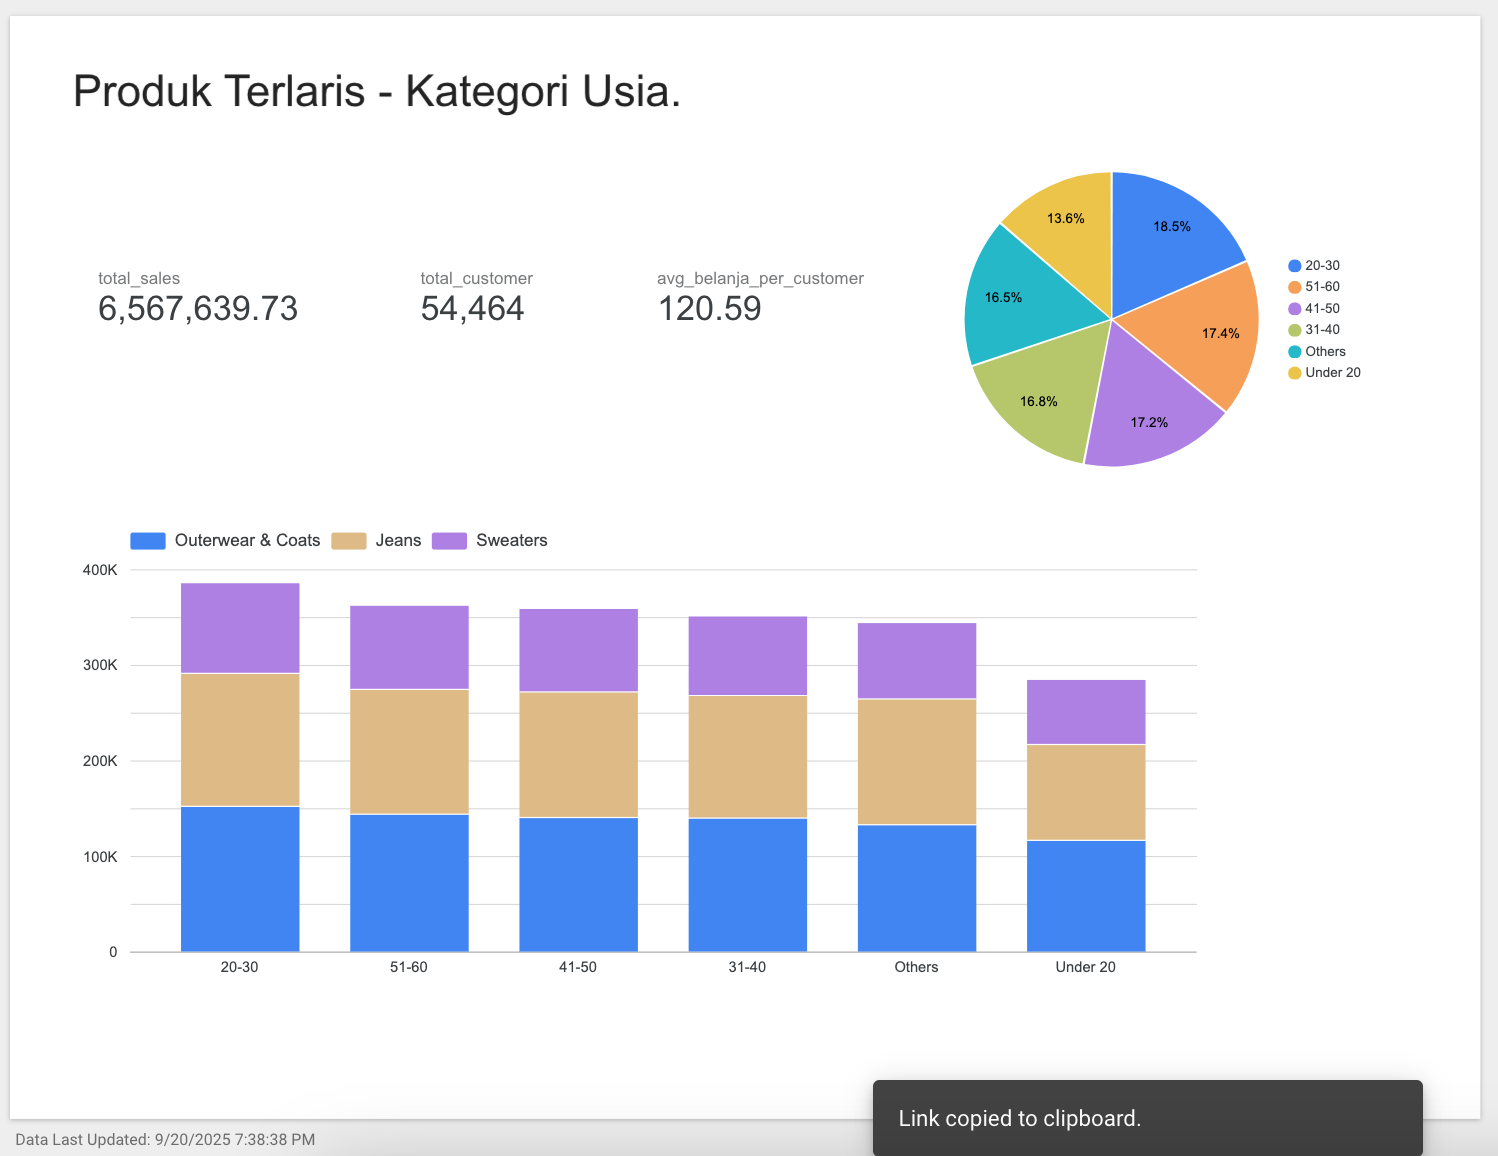 Produk Terlaris - Kategori Usia.
total_sales
6,567,639.73
total_customer
54,464
avg_belanja_per_customer
120.59
13.6%
18.5%
16.5%
17.4%
16.8%
17.2%
20-30
51-60
41-50
31-40
Others
Under 20
Outerwear & Coats Jeans Sweaters
400K
300K
200K
100K
0
20-30 51-60 41-50 31-40 Others Under 20
Link copied to clipboard.
Data Last Updated: 9/20/2025 7:38:38 PM